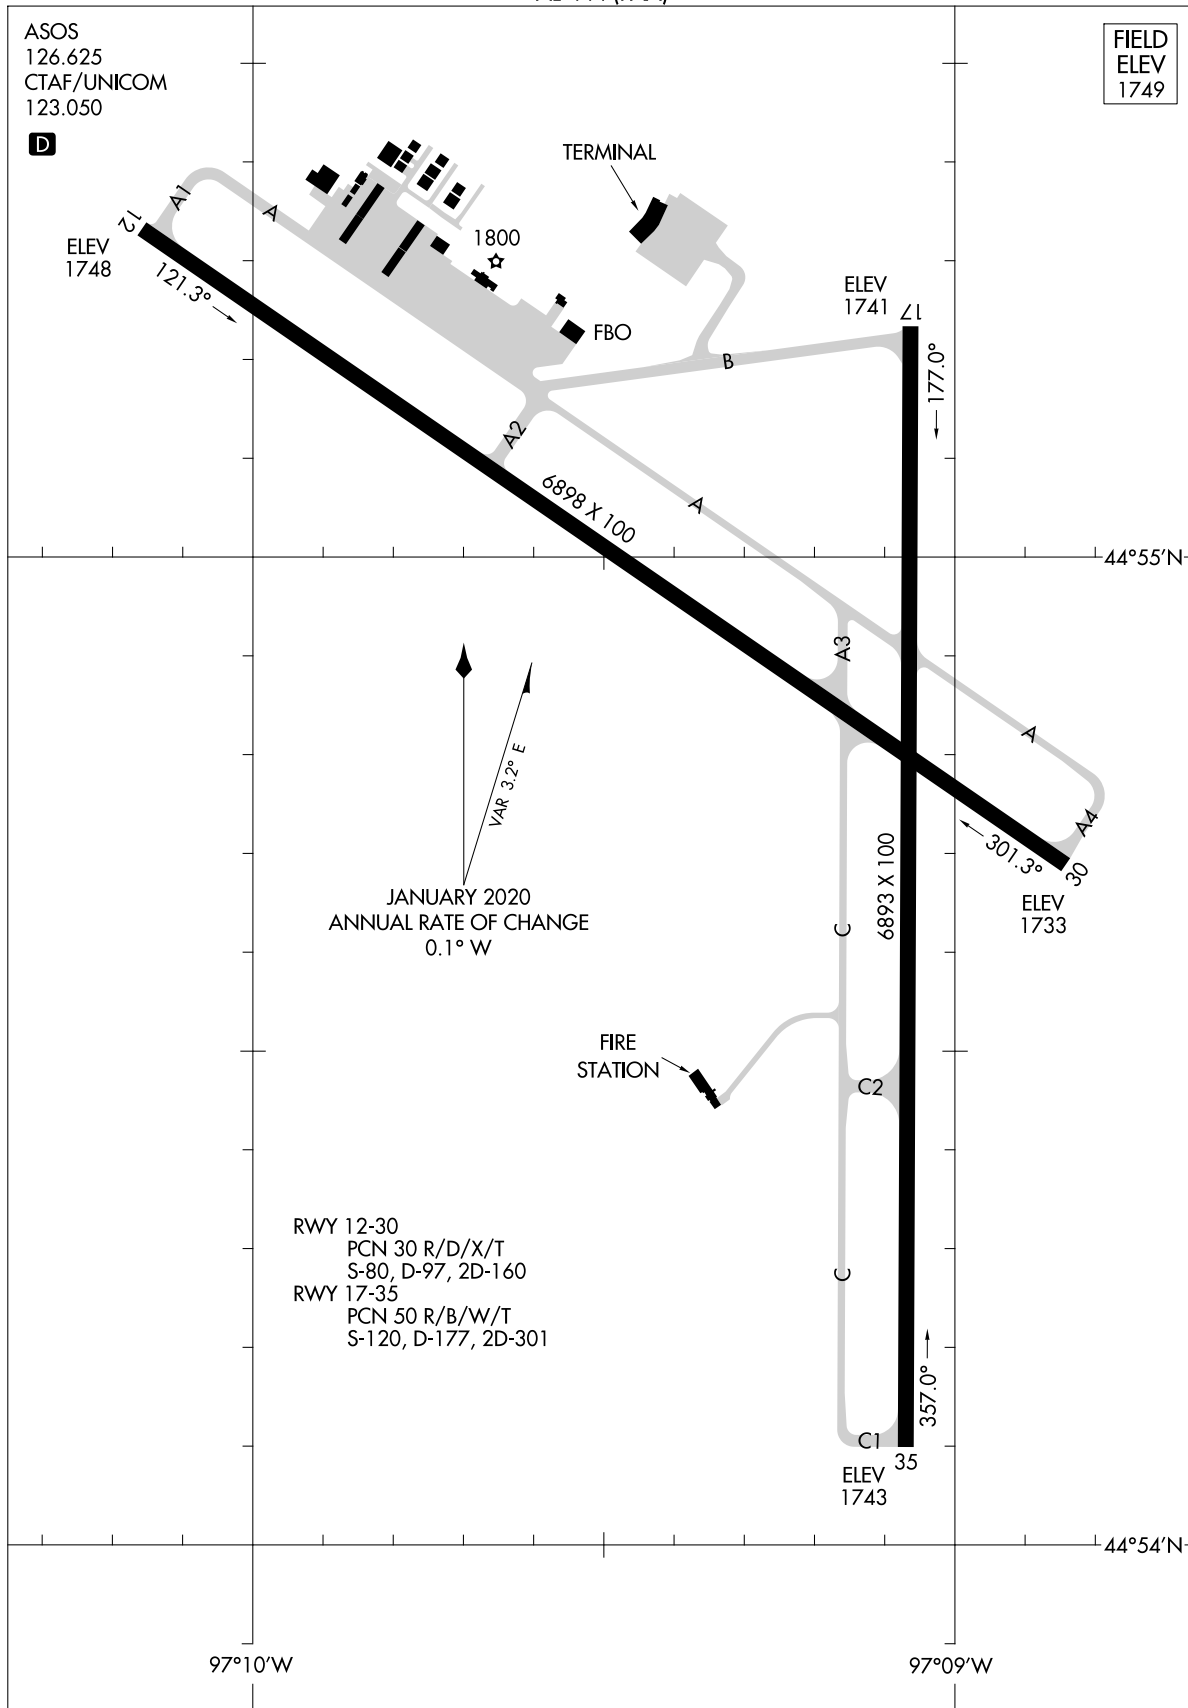 ASOS
126.625
CTAF/UNICOM
123.050
D
FIELD
ELEV
1749
TERMINAL
A1
A
12
ELEV
1748
121.3°
1800
FBO
ELEV
1741
17
177.0°
B
A2
6898 X 100
A
44°55'N
A3
A
VAR 3.2° E
A4
301.3°
30
ELEV
1733
6893 X 100
JANUARY 2020
ANNUAL RATE OF CHANGE
0.1° W
C
FIRE
STATION
C2
RWY 12-30
PCN 30 R/D/X/T
S-80, D-97, 2D-160
RWY 17-35
PCN 50 R/B/W/T
S-120, D-177, 2D-301
C
357.0°
C1
35
ELEV
1743
44°54'N
97°10'W
97°09'W